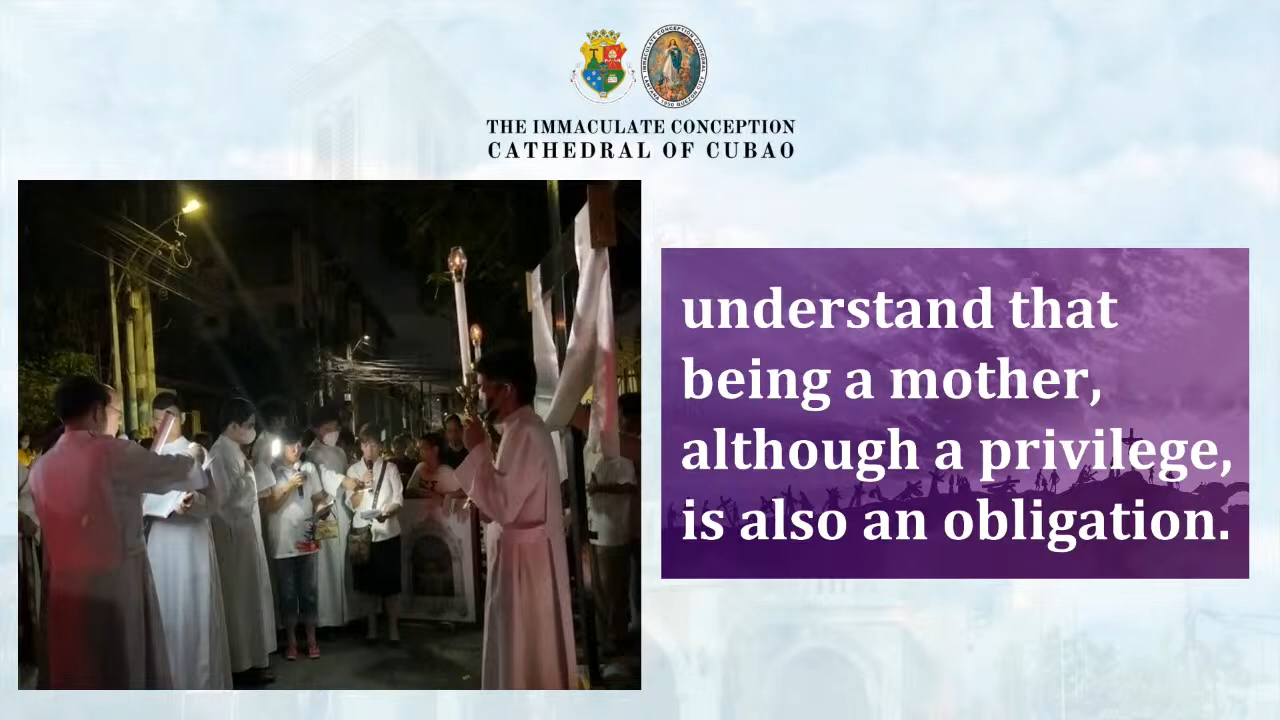 THE IMMACULATE CONCEPTION
CATHEDRAL OF CUBAO
understand that
being a mother,
although a privilege,
is also an obligation.